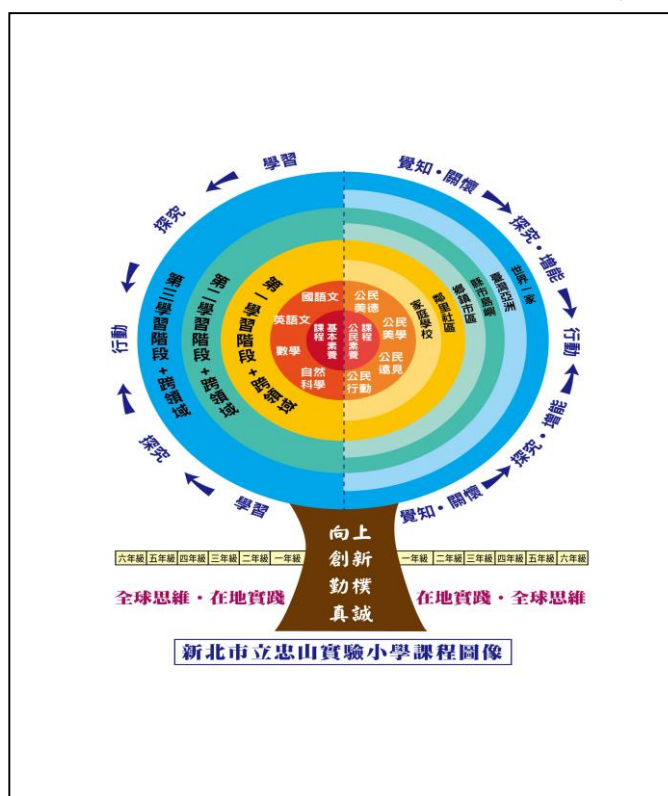 學習
探究
行動
探究
學習
覺知・關懷
探究・增能
行動
探究・增能
覺知・關懷
第三學習階段+跨領域
第二學習階段+跨領域
第一學習階段+跨領域
國語文
英語文
數學
自然
科學
基本素養
課程
課程
公民素養
公民
美德
公民
美學
公民
遠見
公民
行動
家庭學校
鄰里社區
鄉鎮市區
縣市島嶼
臺灣亞洲
世界一家
向上
創新
勤樸
真誠
六年級 五年級 四年級 三年級 二年級 一年級
一年級 二年級 三年級 四年級 五年級 六年級
全球思維・在地實踐
在地實踐・全球思維
新北市立忠山實驗小學課程圖像